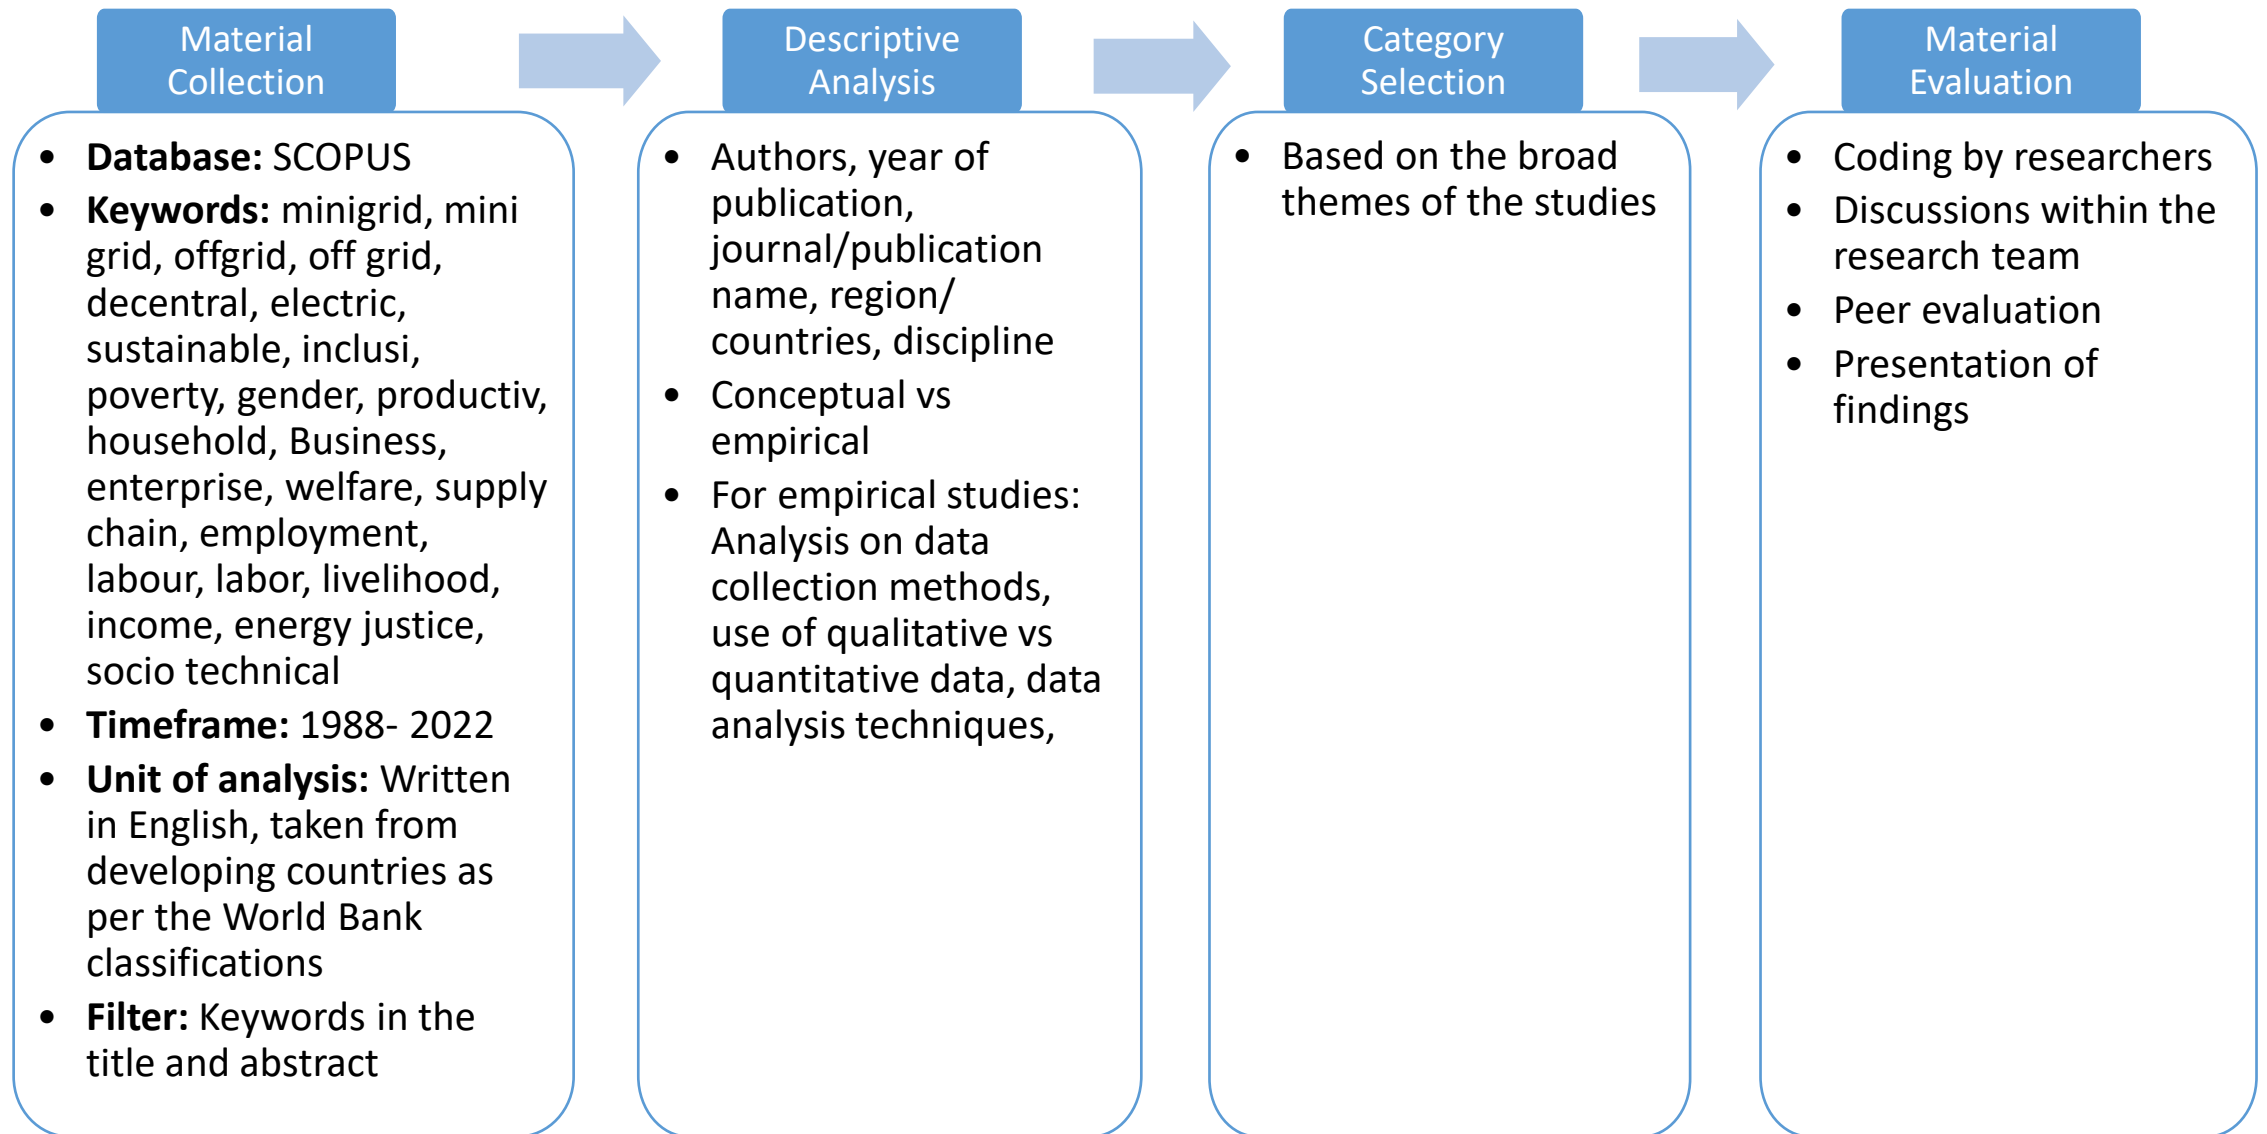 Material
Collection
• Database: SCOPUS
• Keywords: minigrid, mini
grid, offgrid, off grid,
decentral, electric,
sustainable, inclusi,
poverty, gender, productiv,
household, Business,
enterprise, welfare, supply
chain, employment,
labour, labor, livelihood,
income, energy justice,
socio technical
• Timeframe: 1988- 2022
• Unit of analysis: Written
in English, taken from
developing countries as
per the World Bank
classifications
• Filter: Keywords in the
title and abstract
Descriptive
Analysis
• Authors, year of
publication,
journal/publication
name, region/
countries, discipline
• Conceptual vs
empirical
• For empirical studies:
Analysis on data
collection methods,
use of qualitative vs
quantitative data, data
analysis techniques,
Category
Selection
• Based on the broad
themes of the studies
Material
Evaluation
• Coding by researchers
• Discussions within the
research team
• Peer evaluation
• Presentation of
findings